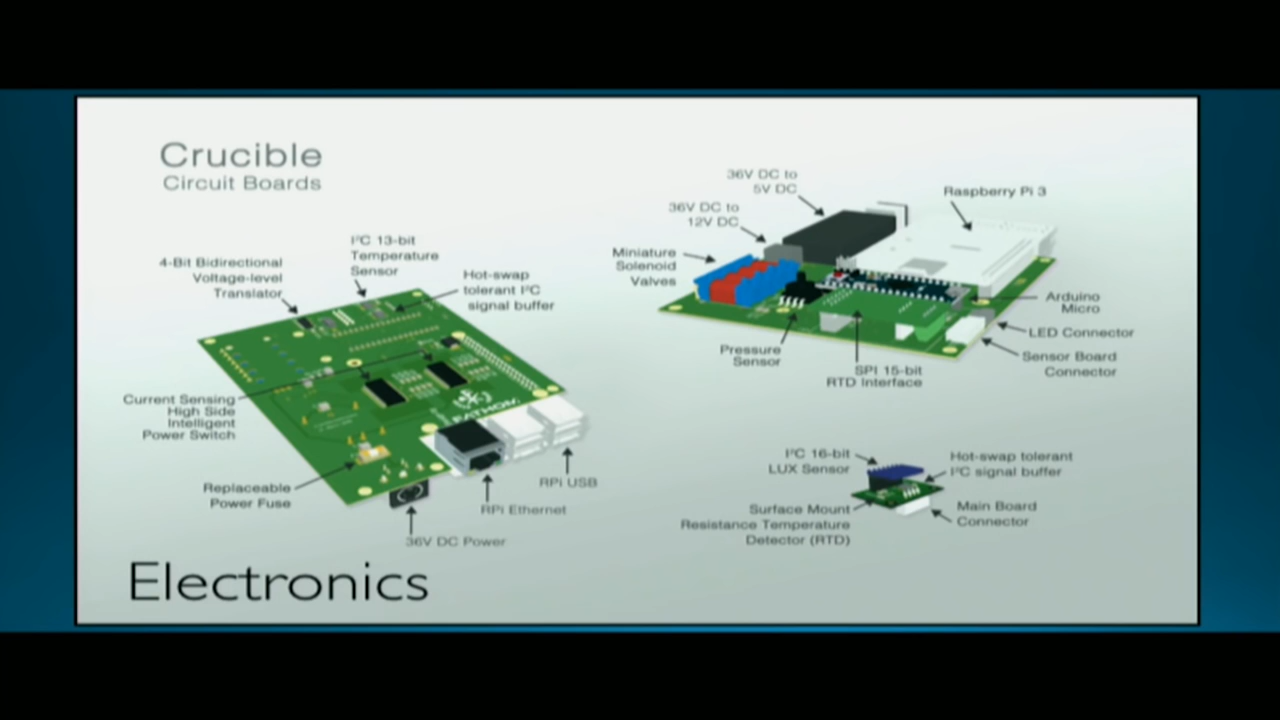 Crucible
Circuit Boards
4-Bit Bidirectional
Voltage-level
Translator
I²C 13-bit
Temperature
Sensor
Hot-swap
tolerant I²C
signal buffer
Current Sensing
High Side
Intelligent
Power Switch
Replaceable
Power Fuse
FATHOM
36V DC Power
RPi Ethernet
RPi USB
36V DC to
5V DC
36V DC to
12V DC
Miniature
Solenoid
Valves
Raspberry Pi 3
Arduino
Micro
LED Connector
Sensor Board
Connector
Pressure
Sensor
SPI 15-bit
RTD Interface
I²C 16-bit
LUX Sensor
Hot-swap tolerant
I²C signal buffer
Surface Mount
Resistance Temperature
Detector (RTD)
Main Board
Connector
Electronics